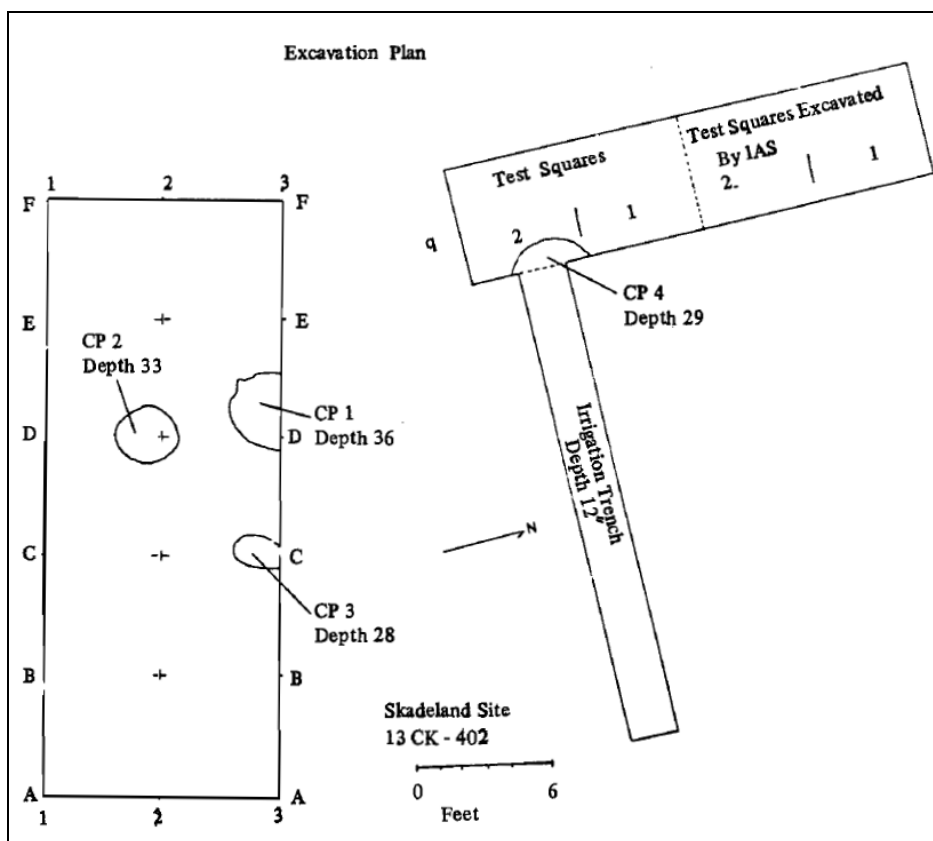 Excavation Plan
Test Squares Excavated
By IAS
2.
1
Test Squares
2
1
q
1
2
3
F
F
E
E
CP 2
Depth 33
CP 1
Depth 36
D
D
CP 4
Depth 29
Irrigation Trench
Depth 12"
N
C
C
CP 3
Depth 28
B
B
Skadeland Site
13 CK - 402
0
6
Feet
A
A
1
2
3